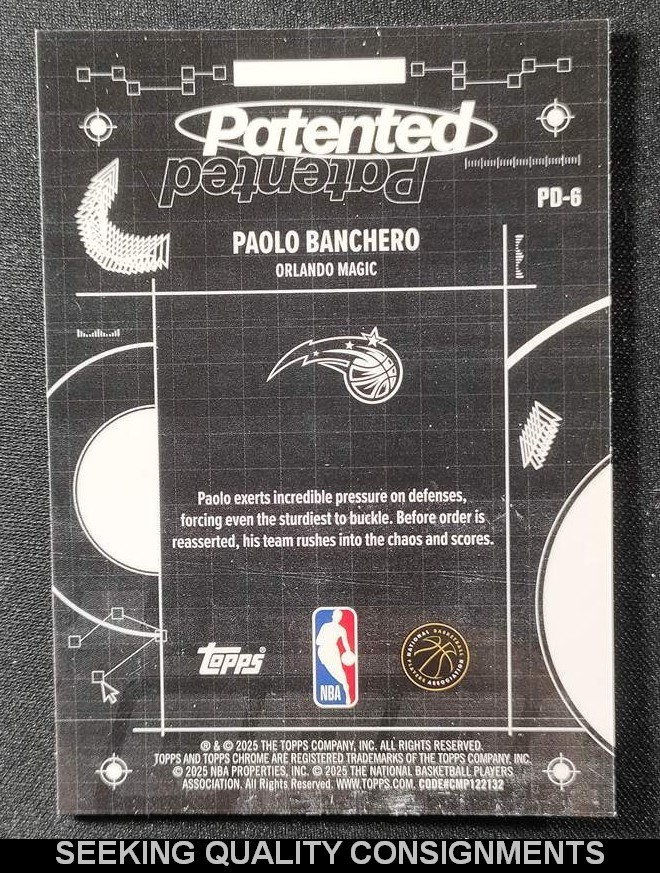 Patented
Patented
PD-6
PAOLO BANCHERO
ORLANDO MAGIC
Paolo exerts incredible pressure on defenses,
forcing even the sturdiest to buckle. Before order is
reasserted, his team rushes into the chaos and scores.
Topps
NBA
NATIONAL BASKETBALL
PLAYERS ASSOCIATION
® & © 2025 THE TOPPS COMPANY, INC. ALL RIGHTS RESERVED.
TOPPS AND TOPPS CHROME ARE REGISTERED TRADEMARKS OF THE TOPPS COMPANY, INC.
© 2025 NBA PROPERTIES, INC. © 2025 THE NATIONAL BASKETBALL PLAYERS
ASSOCIATION. All Rights Reserved. WWW.TOPPS.COM. CODE#CMP122132
SEEKING QUALITY CONSIGNMENTS